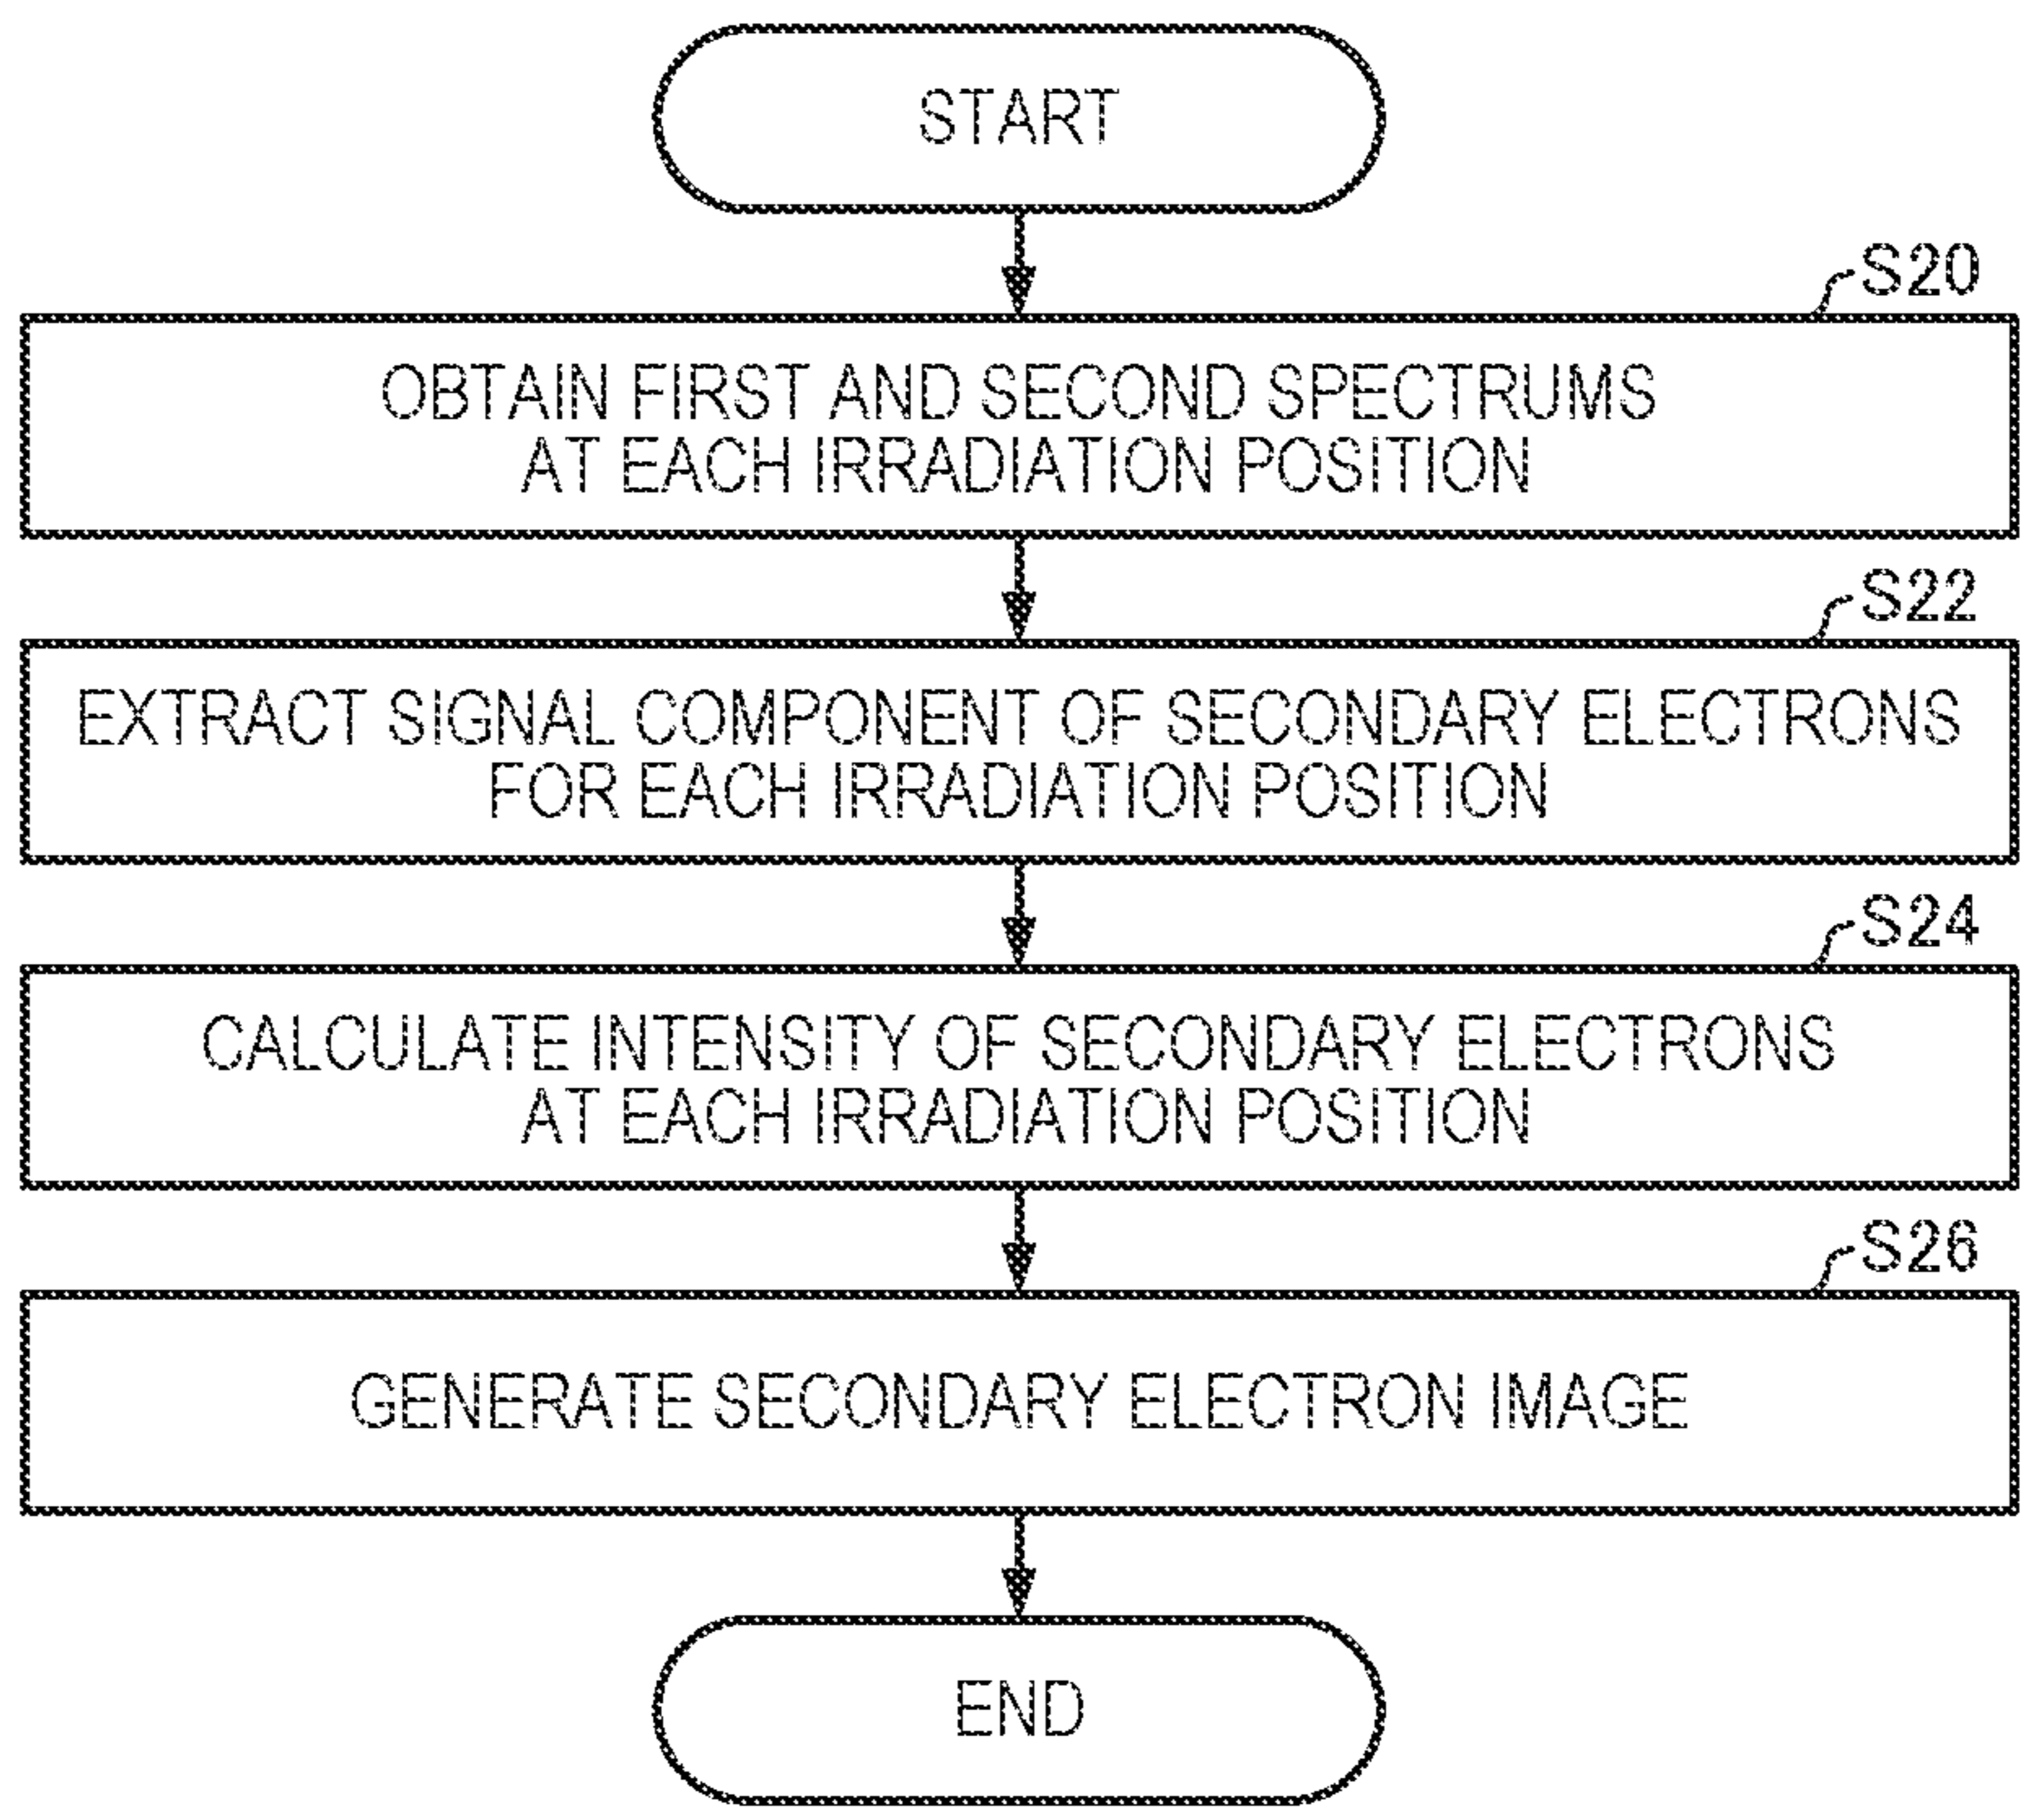 START
S20
OBTAIN FIRST AND SECOND SPECTRUMS
AT EACH IRRADIATION POSITION
S22
EXTRACT SIGNAL COMPONENT OF SECONDARY ELECTRONS
FOR EACH IRRADIATION POSITION
S24
CALCULATE INTENSITY OF SECONDARY ELECTRONS
AT EACH IRRADIATION POSITION
S26
GENERATE SECONDARY ELECTRON IMAGE
END